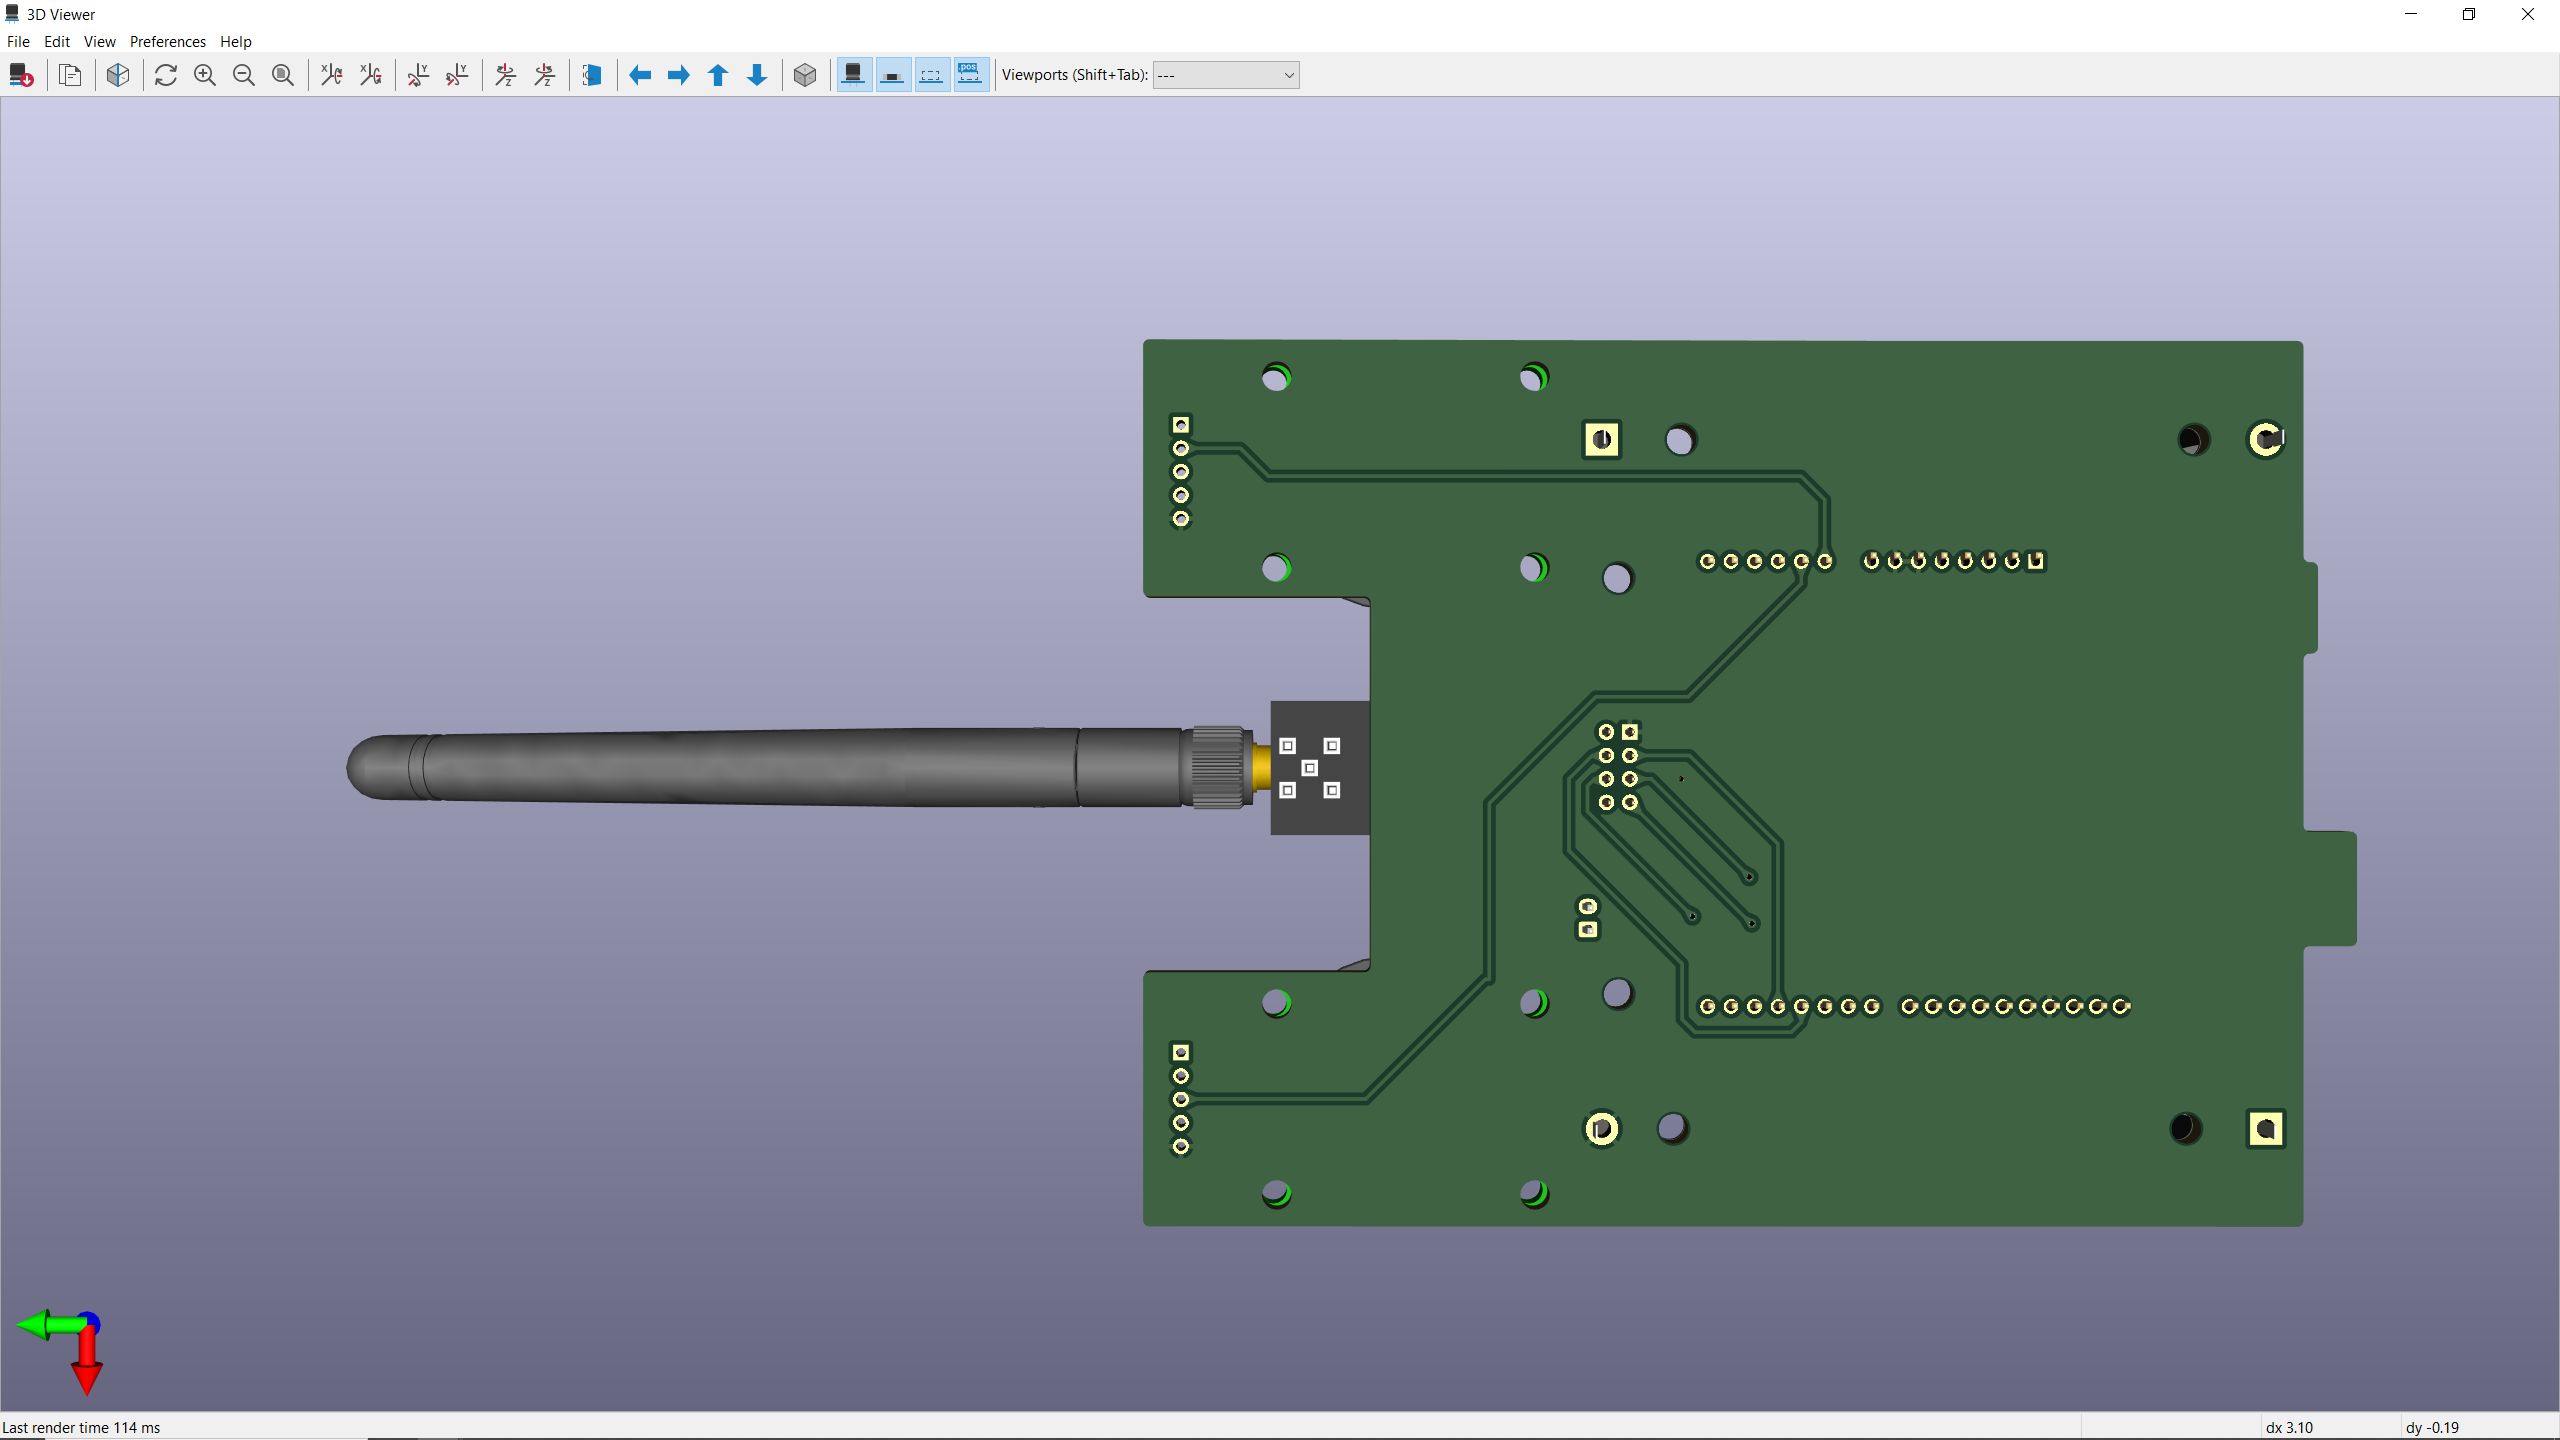 3D Viewer
File Edit View Preferences Help
Viewports (Shift+Tab): ---
Last render time 114 ms
dx 3.10
dy -0.19